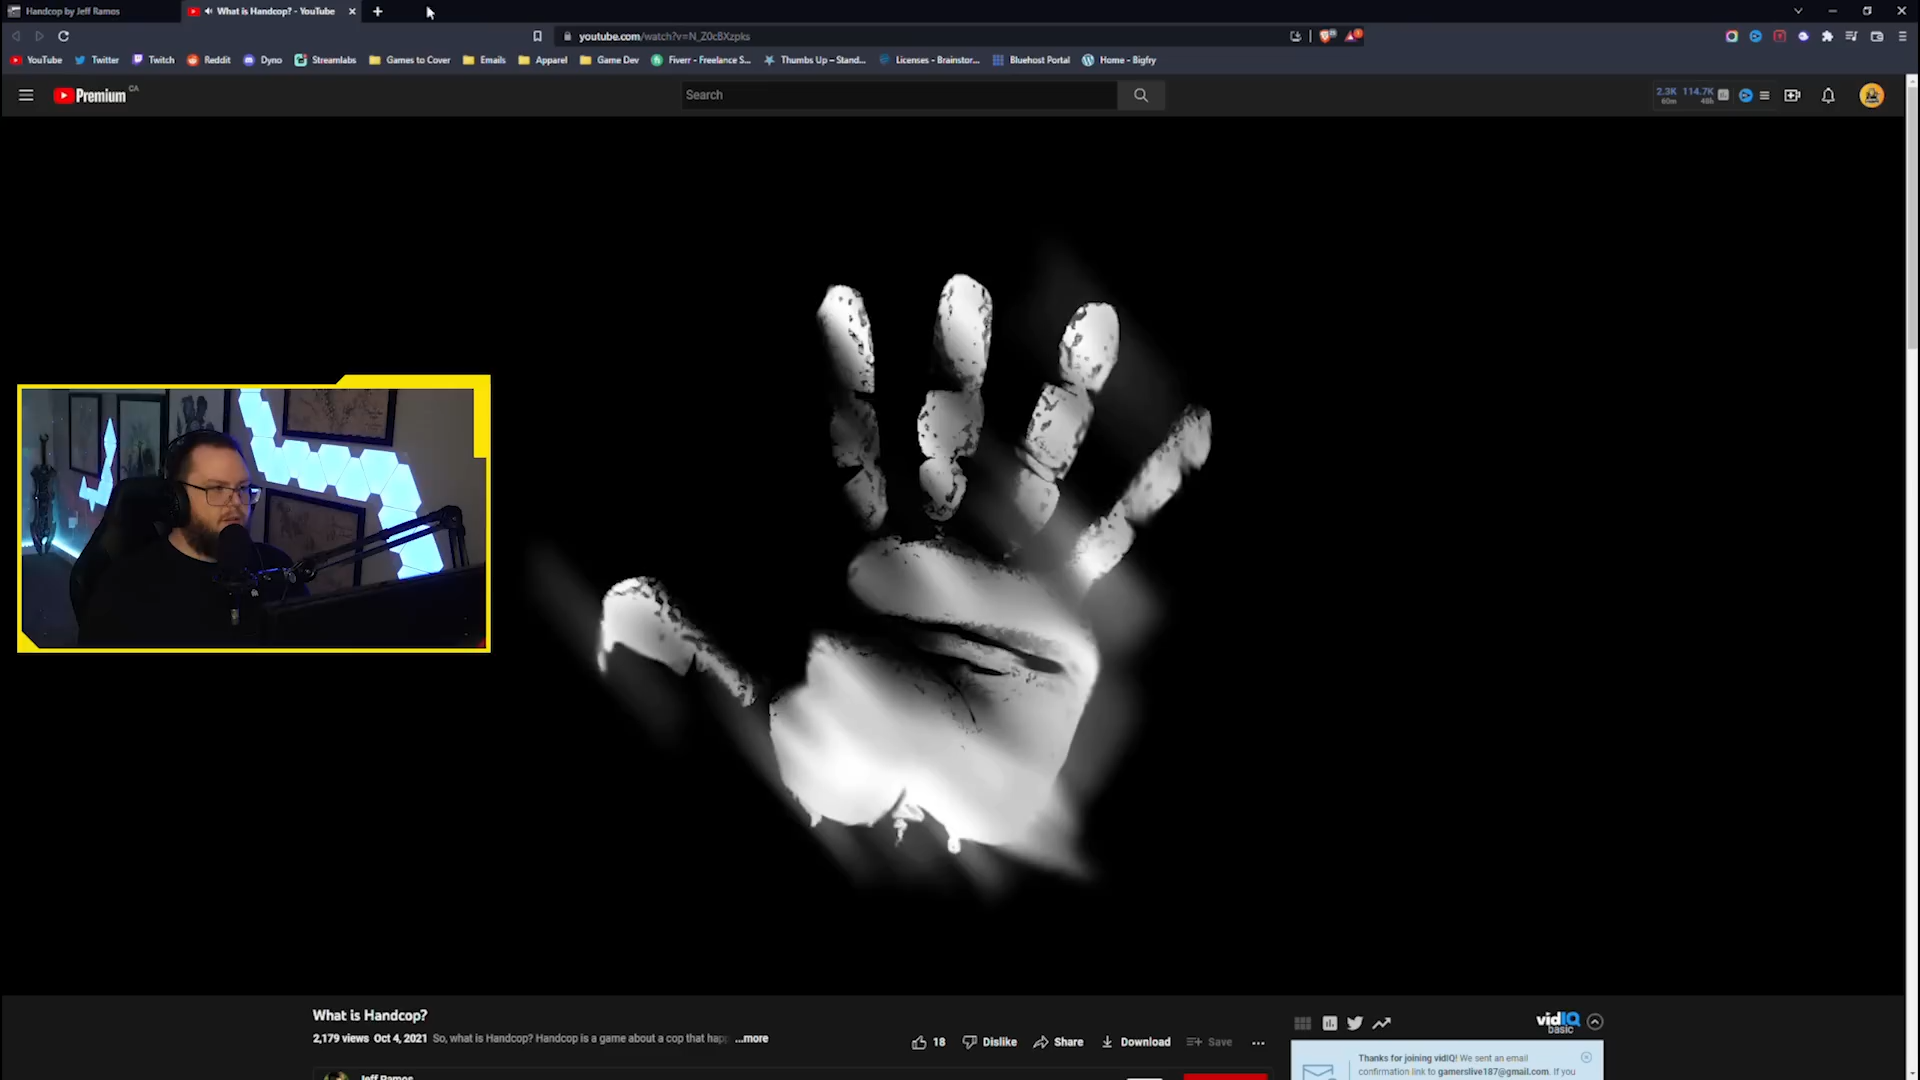 Handcop by Jeff Ramos
What is Handcop? - YouTube
youtube.com/watch?v=N_Z0cBXzpks
YouTube Twitter Twitch Reddit Dyno Streamlabs Games to Cover Emails Apparel Game Dev Fiverr - Freelance S... Thumbs Up – Stand... Licenses - Brainstor... Bluehost Portal Home - Bigfry
Premium CA
Search
2.3K 114.7K
60m 48h
What is Handcop?
2,179 views Oct 4, 2021 So, what is Handcop? Handcop is a game about a cop that hap ...more
18 Dislike Share Download Save
vidIQ
basic
Thanks for joining vidIQ! We sent an email
confirmation link to gamerslive187@gmail.com. If you
Jeff Ramos